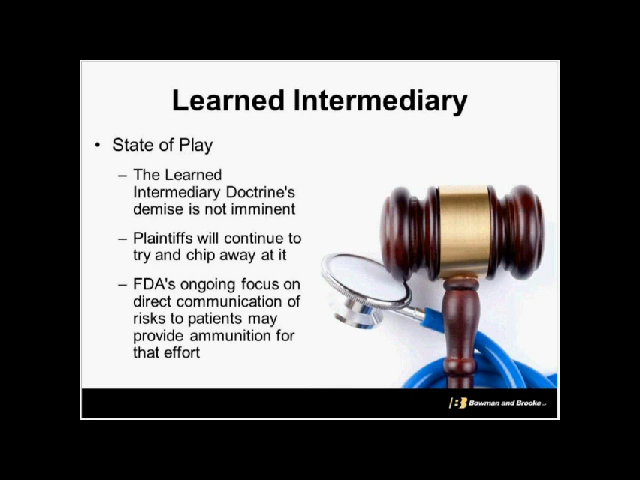 Learned Intermediary
• State of Play
– The Learned
Intermediary Doctrine's
demise is not imminent
– Plaintiffs will continue to
try and chip away at it
– FDA's ongoing focus on
direct communication of
risks to patients may
provide ammunition for
that effort
Bowman and Brooke